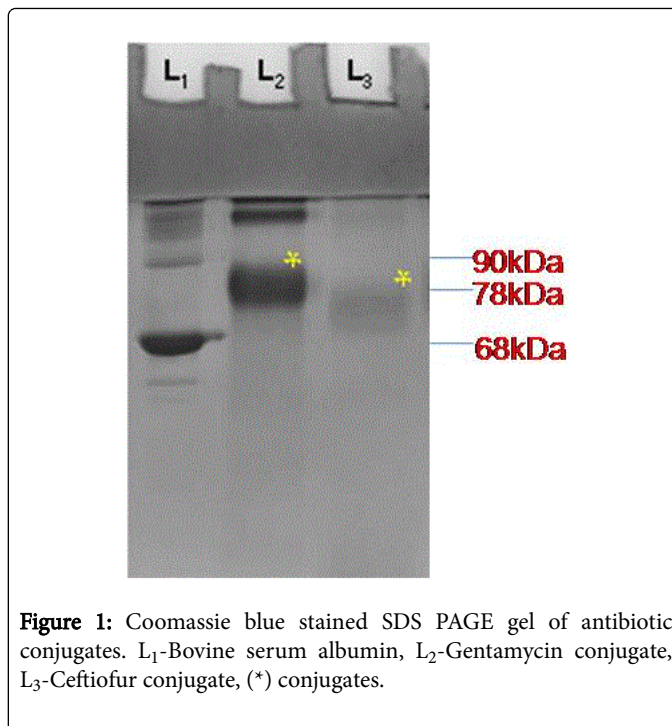 L₁ L₂ L₃
*
90kDa
*
78kDa
68kDa
Figure 1: Coomassie blue stained SDS PAGE gel of antibiotic
conjugates. L₁-Bovine serum albumin, L₂-Gentamycin conjugate,
L₃-Ceftiofur conjugate, (*) conjugates.